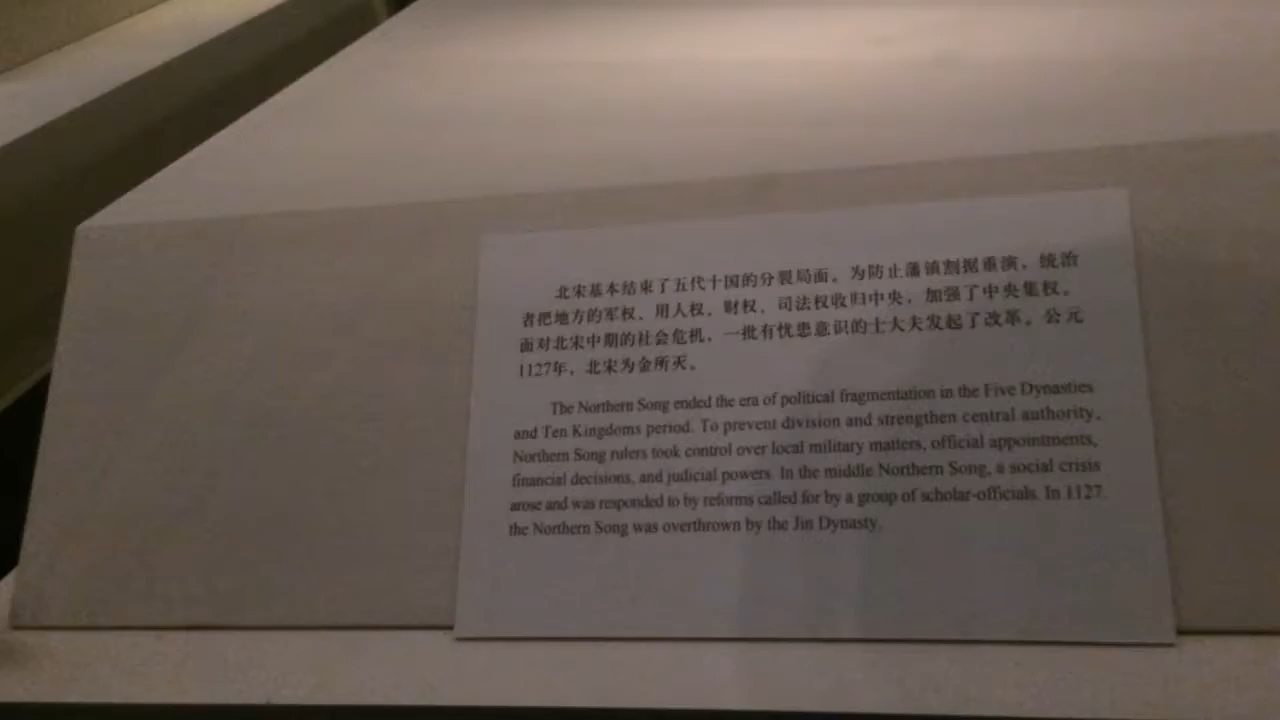 北宋基本结束了五代十国的分裂局面。为防止藩镇割据重演，统治
者把地方的军权、用人权、财权、司法权收归中央，加强了中央集权。
面对北宋中期的社会危机，一批有忧患意识的士大夫发起了改革。公元
1127年，北宋为金所灭。
The Northern Song ended the era of political fragmentation in the Five Dynasties
and Ten Kingdoms period. To prevent division and strengthen central authority,
Northern Song rulers took control over local military matters, official appointments,
financial decisions, and judicial powers. In the middle Northern Song, a social crisis
arose and was responded to by reforms called for by a group of scholar-officials. In 1127
the Northern Song was overthrown by the Jin Dynasty.